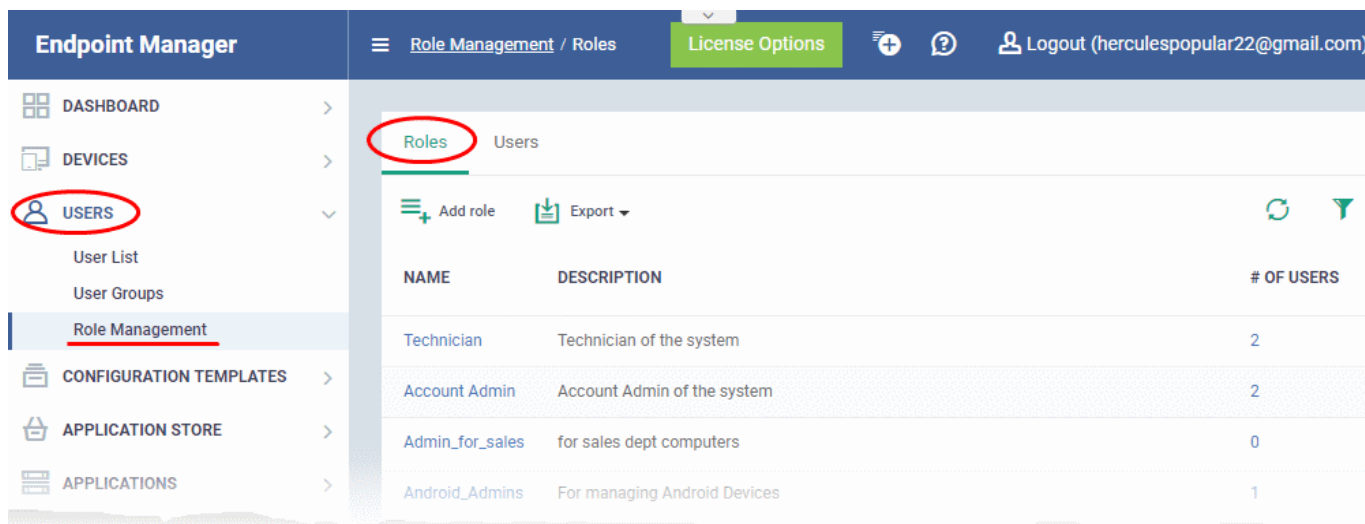 Endpoint Manager
Role Management / Roles
License Options
Logout (herculespopular22@gmail.com)
DASHBOARD
DEVICES
USERS
User List
User Groups
Role Management
CONFIGURATION TEMPLATES
APPLICATION STORE
APPLICATIONS
Roles Users
Add role Export
NAME DESCRIPTION # OF USERS
Technician Technician of the system 2
Account Admin Account Admin of the system 2
Admin_for_sales for sales dept computers 0
Android_Admins For managing Android Devices 1